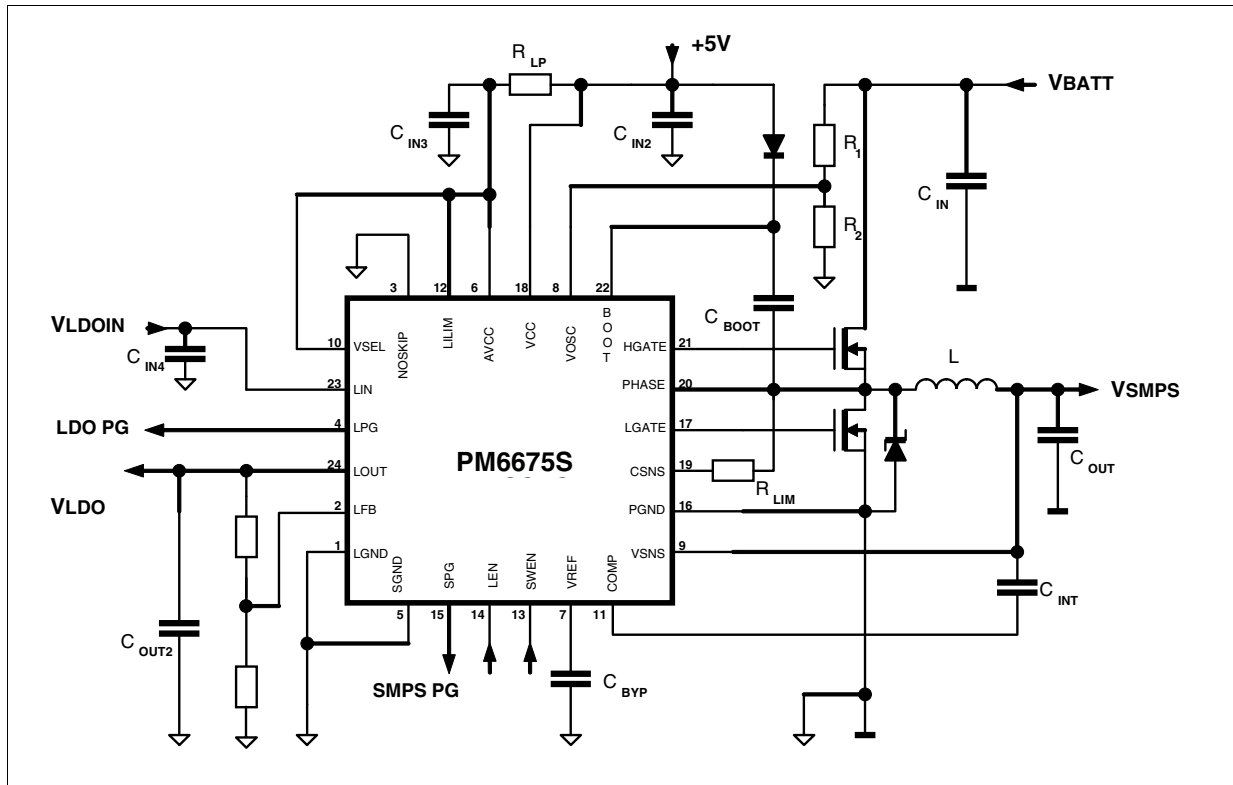 +5V
R LP
VBATT
C IN3
C IN2
R1
C IN
R2
3
12
6
18
8
22
C BOOT
VLDOIN
C IN4
10
VSEL
NOSKIP
LILIM
AVCC
VCC
VOSC
BOOT
HGATE
21
23
LIN
PHASE
20
L
VSMPS
LDO PG
4
LPG
LGATE
17
24
LOUT
PM6675S
CSNS
19
R LIM
C OUT
VLDO
2
LFB
PGND
16
1
LGND
VSNS
9
SGND
SPG
LEN
SWEN
VREF
COMP
C INT
5
15
14
13
7
11
C OUT2
SMPS PG
C BYP